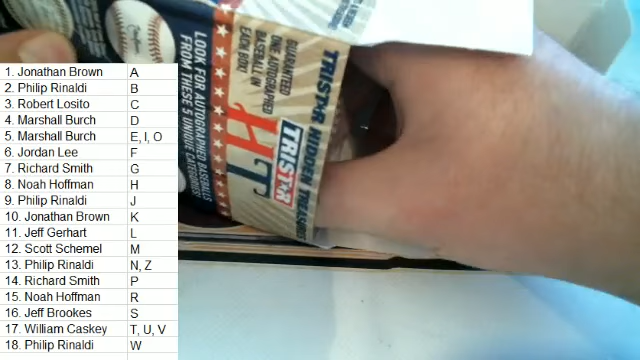 1. Jonathan Brown A
2. Philip Rinaldi B
3. Robert Losito C
4. Marshall Burch D
5. Marshall Burch E, I, O
6. Jordan Lee F
7. Richard Smith G
8. Noah Hoffman H
9. Philip Rinaldi J
10. Jonathan Brown K
11. Jeff Gerhart L
12. Scott Schemel M
13. Philip Rinaldi N, Z
14. Richard Smith P
15. Noah Hoffman R
16. Jeff Brookes S
17. William Caskey T, U, V
18. Philip Rinaldi W
LOOK FOR AUTOGRAPHED BASEBALLS
FROM THESE 5 UNIQUE CATEGORIES
HT
GUARANTEED
ONE AUTOGRAPHED
BASEBALL IN
EACH BOX!
TRISTAR HIDDEN TREASURES
TRISTAR